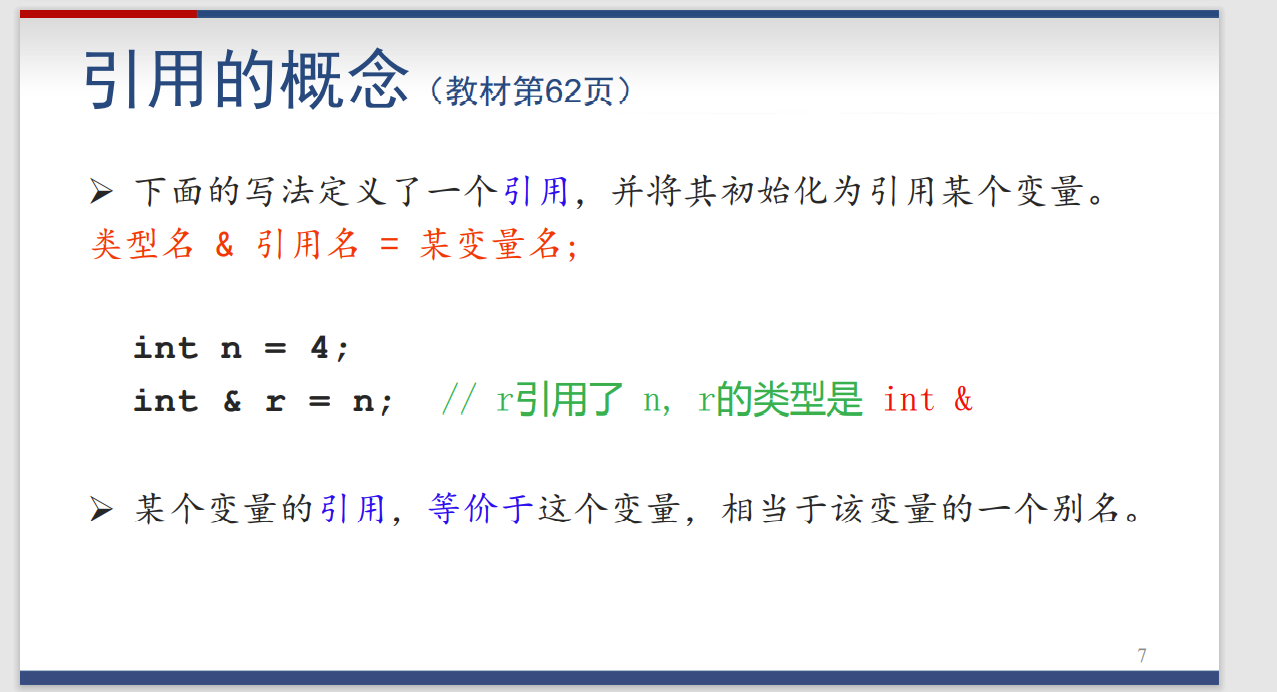 引用的概念（教材第62页）
➢ 下面的写法定义了一个引用，并将其初始化为引用某个变量。
类型名 & 引用名 = 某变量名;
int n = 4;
int & r = n; // r引用了 n, r的类型是 int &
➢ 某个变量的引用，等价于这个变量，相当于该变量的一个别名。
7